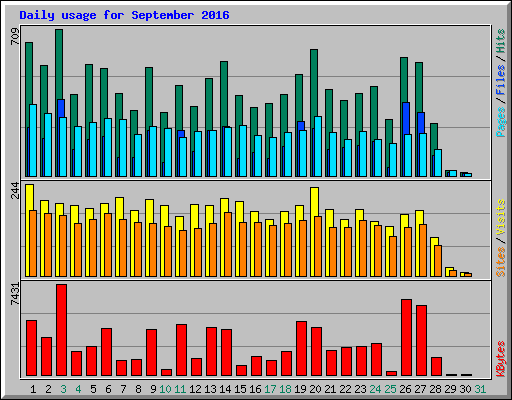 Daily usage for September 2016
709
Pages / Files / Hits
244
Sites / Visits
7431
KBytes
1 2 3 4 5 6 7 8 9 10 11 12 13 14 15 16 17 18 19 20 21 22 23 24 25 26 27 28 29 30 31